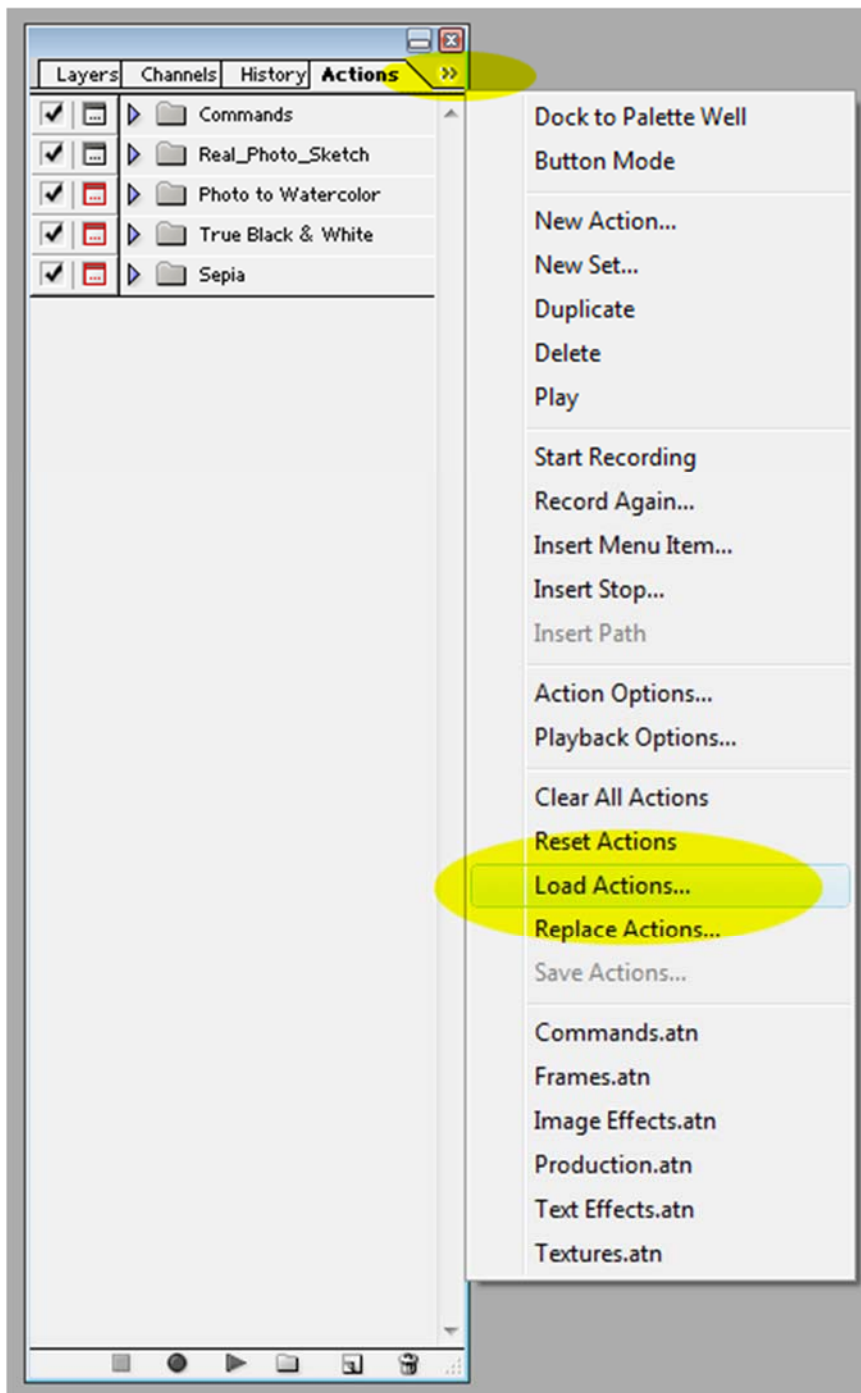 Layers Channels History Actions »
Commands
Real_Photo_Sketch
Photo to Watercolor
True Black & White
Sepia
Dock to Palette Well
Button Mode
New Action...
New Set...
Duplicate
Delete
Play
Start Recording
Record Again...
Insert Menu Item...
Insert Stop...
Insert Path
Action Options...
Playback Options...
Clear All Actions
Reset Actions
Load Actions...
Replace Actions...
Save Actions...
Commands.atn
Frames.atn
Image Effects.atn
Production.atn
Text Effects.atn
Textures.atn